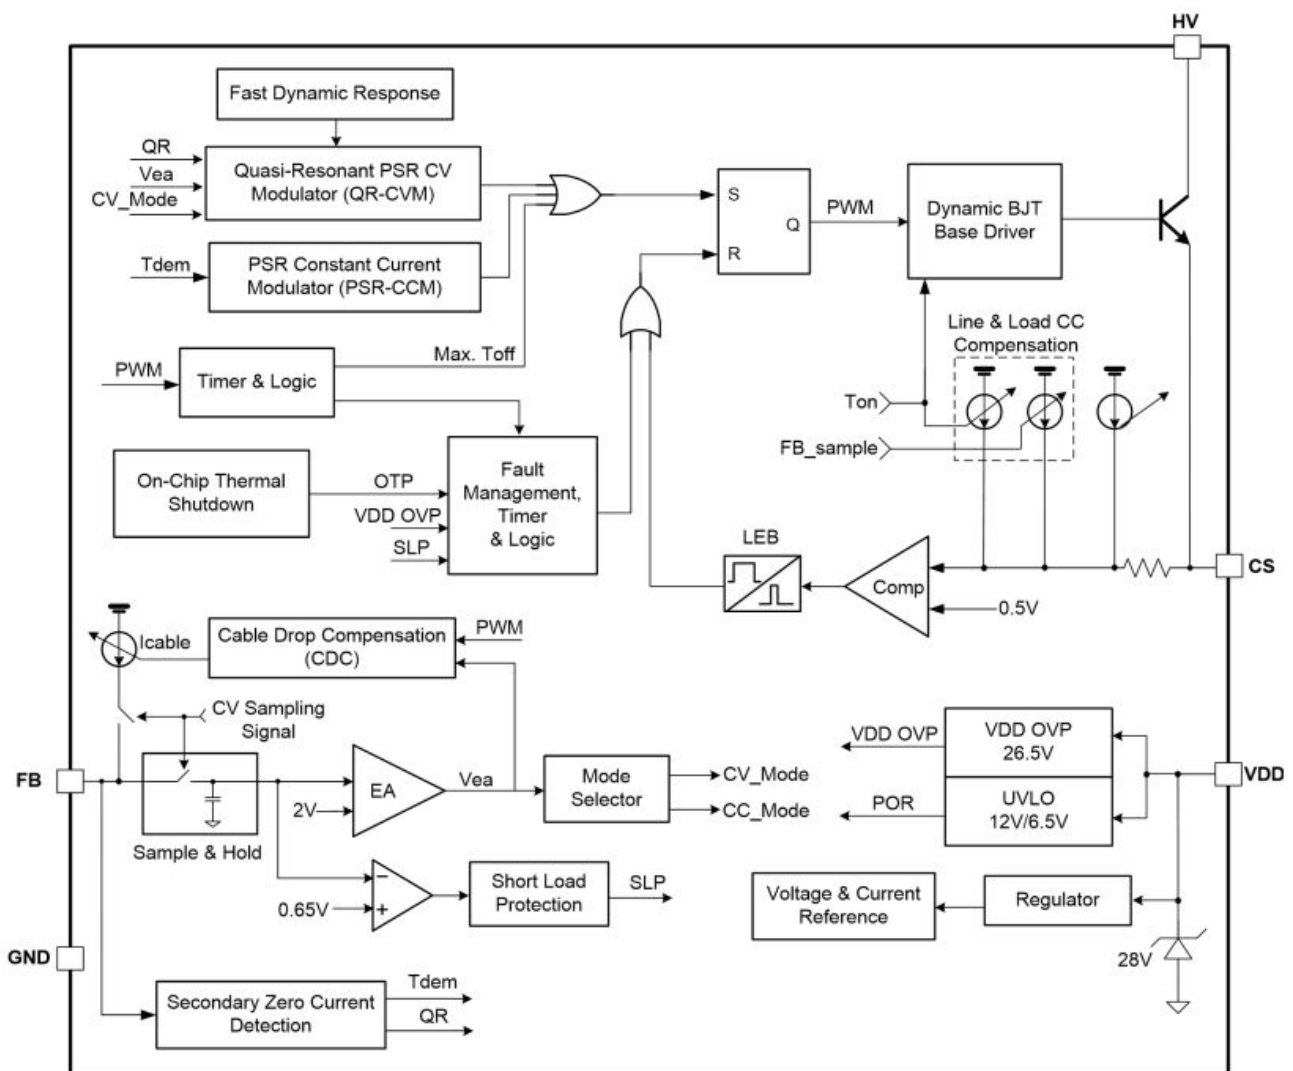 HV
Fast Dynamic Response
QR
Vea
CV_Mode
Quasi-Resonant PSR CV
Modulator (QR-CVM)
S
R
Q
PWM
Dynamic BJT
Base Driver
Tdem
PSR Constant Current
Modulator (PSR-CCM)
Line & Load CC
Compensation
PWM
Timer & Logic
Max. Toff
Ton
FB_sample
On-Chip Thermal
Shutdown
OTP
VDD OVP
SLP
Fault
Management,
Timer
& Logic
LEB
Comp
0.5V
CS
Icable
Cable Drop Compensation
(CDC)
PWM
CV Sampling
Signal
FB
Sample & Hold
2V
EA
Vea
Mode
Selector
CV_Mode
CC_Mode
VDD OVP
POR
VDD OVP
26.5V
UVLO
12V/6.5V
VDD
0.65V
−
+
Short Load
Protection
SLP
Voltage & Current
Reference
Regulator
28V
GND
Secondary Zero Current
Detection
Tdem
QR